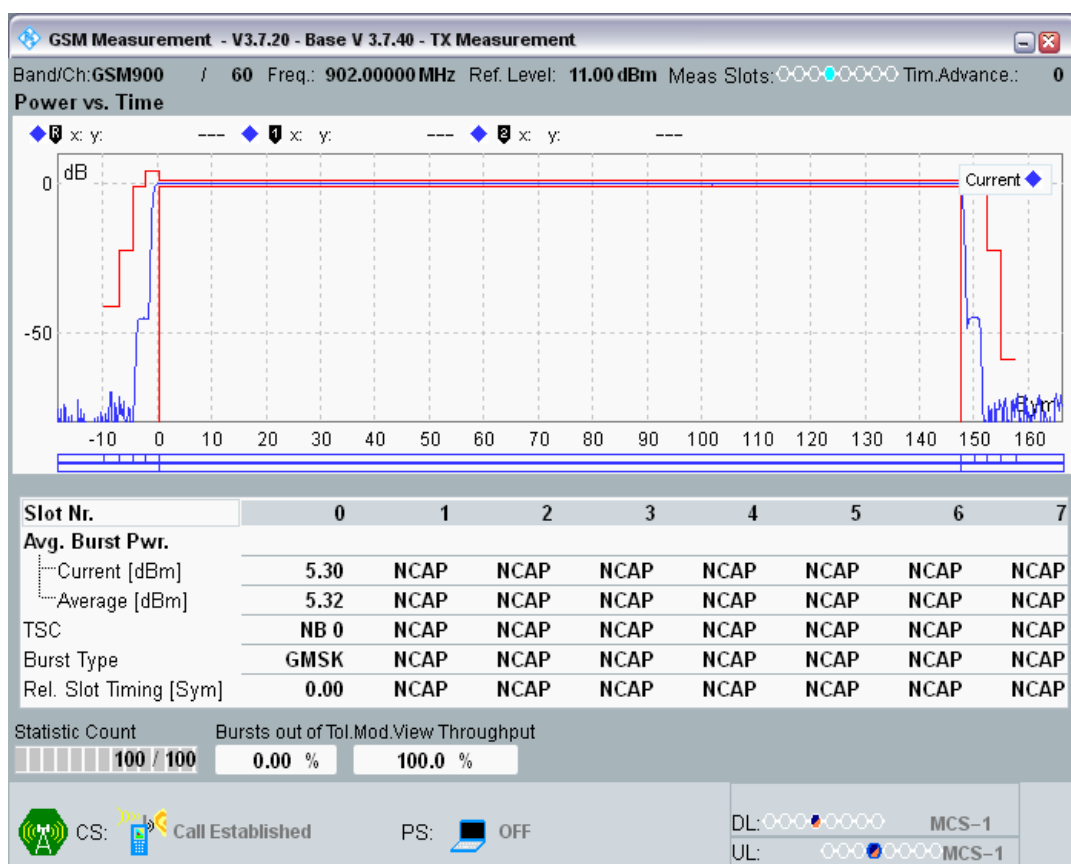 GSM Measurement - V3.7.20 - Base V 3.7.40 - TX Measurement
Band/Ch:GSM900 / 60 Freq.: 902.00000 MHz Ref. Level: 11.00 dBm Meas Slots: Tim.Advance.: 0
Power vs. Time
R x: y: --- 1 x: y: --- 2 x: y: ---
dB
Current
0
-50
Sym
-10 0 10 20 30 40 50 60 70 80 90 100 110 120 130 140 150 160
Slot Nr. 0 1 2 3 4 5 6 7
Avg. Burst Pwr.
Current [dBm] 5.30 NCAP NCAP NCAP NCAP NCAP NCAP NCAP
Average [dBm] 5.32 NCAP NCAP NCAP NCAP NCAP NCAP NCAP
TSC NB 0 NCAP NCAP NCAP NCAP NCAP NCAP NCAP
Burst Type GMSK NCAP NCAP NCAP NCAP NCAP NCAP NCAP
Rel. Slot Timing [Sym] 0.00 NCAP NCAP NCAP NCAP NCAP NCAP NCAP
Statistic Count Bursts out of Tol.Mod.View Throughput
100 / 100 0.00 % 100.0 %
CS: Call Established PS: OFF
DL: MCS-1
UL: MCS-1